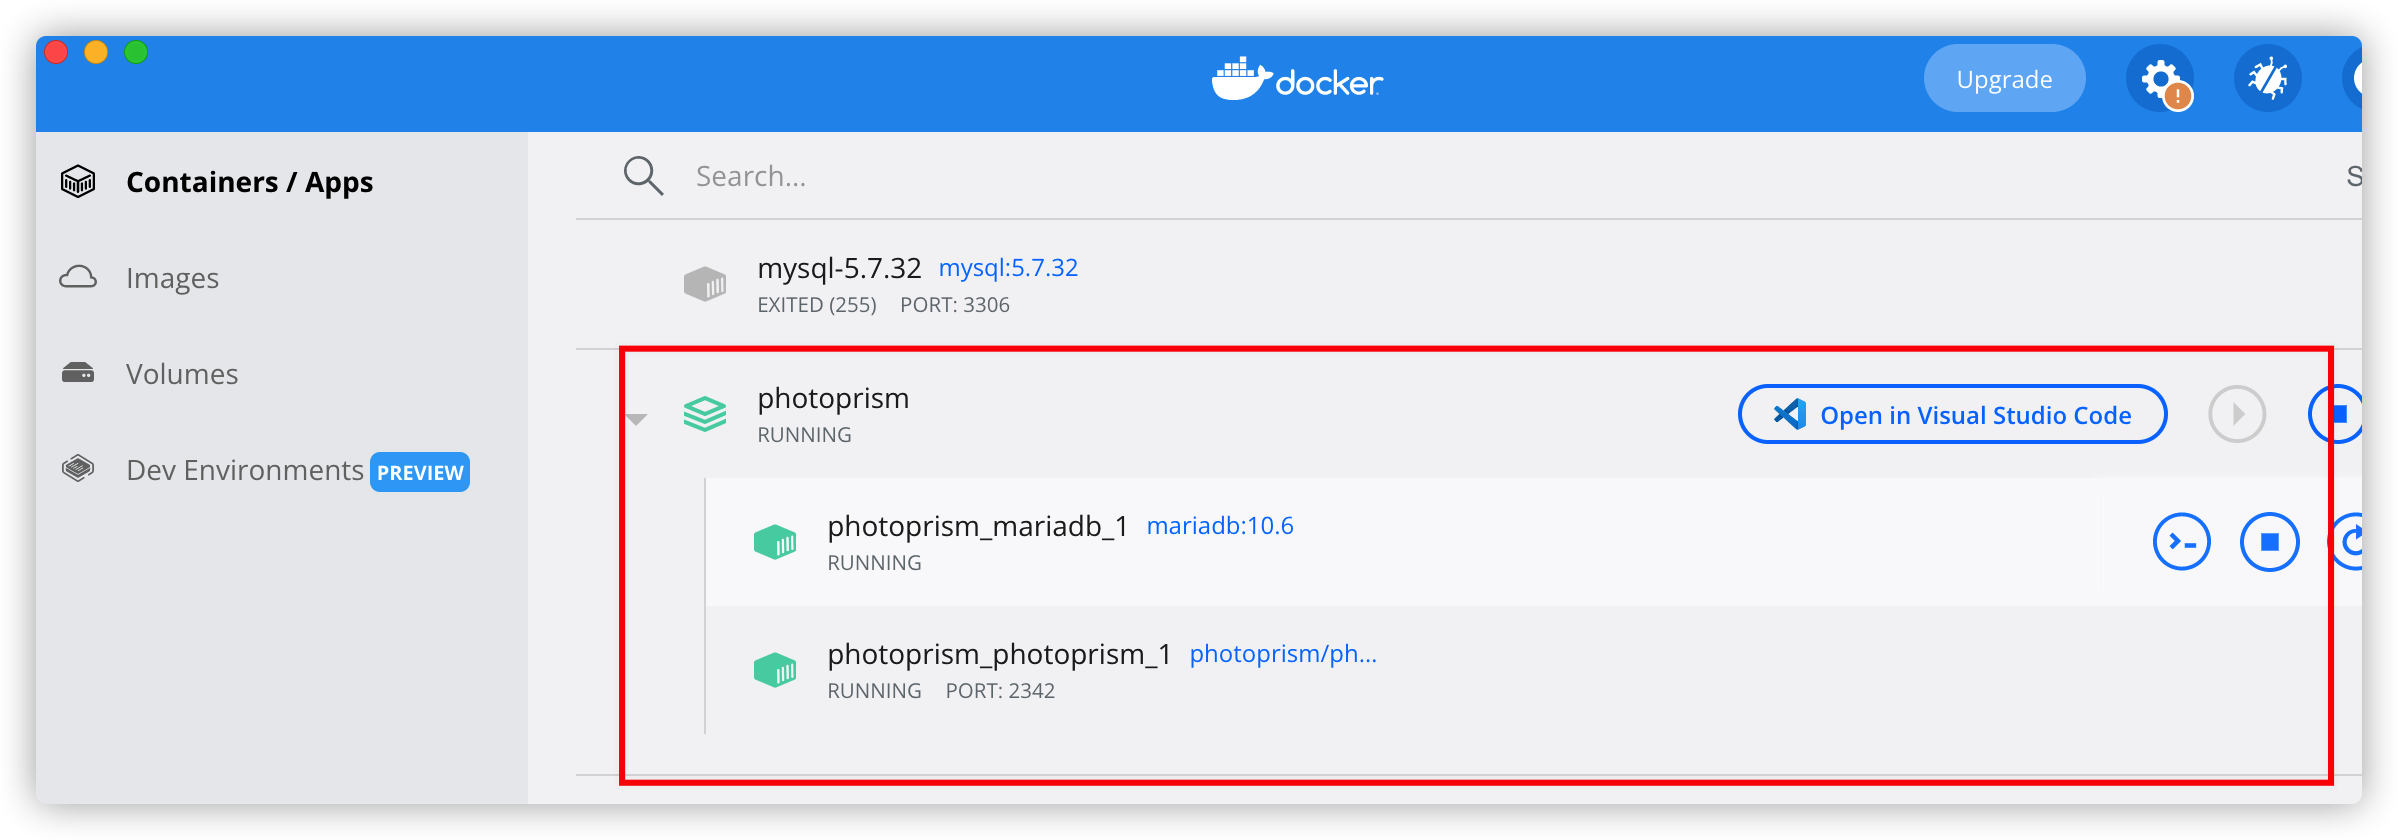 docker
Upgrade
Containers / Apps
Images
Volumes
Dev Environments PREVIEW
Search...
S
mysql-5.7.32 mysql:5.7.32
EXITED (255) PORT: 3306
photoprism
RUNNING
Open in Visual Studio Code
photoprism_mariadb_1 mariadb:10.6
RUNNING
photoprism_photoprism_1 photoprism/ph...
RUNNING PORT: 2342